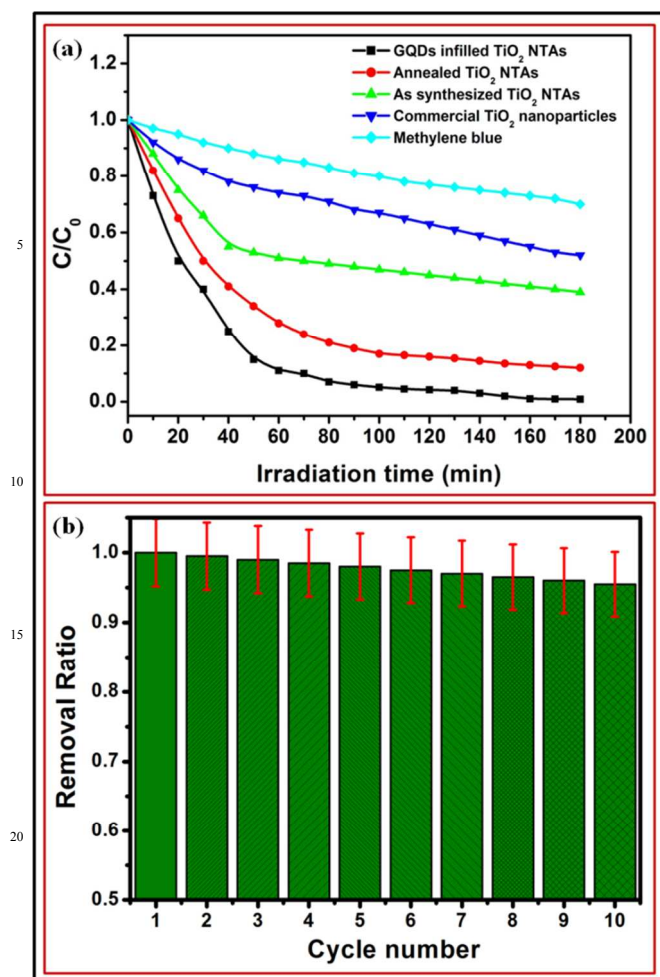 (a)
GQDs infilled TiO₂ NTAs
Annealed TiO₂ NTAs
As synthesized TiO₂ NTAs
Commercial TiO₂ nanoparticles
Methylene blue
1.2
1.0
0.8
0.6
0.4
0.2
0.0
C/C₀
0 20 40 60 80 100 120 140 160 180 200
Irradiation time (min)
5
10
(b)
1.0
0.9
0.8
0.7
0.6
0.5
Removal Ratio
1 2 3 4 5 6 7 8 9 10
Cycle number
15
20